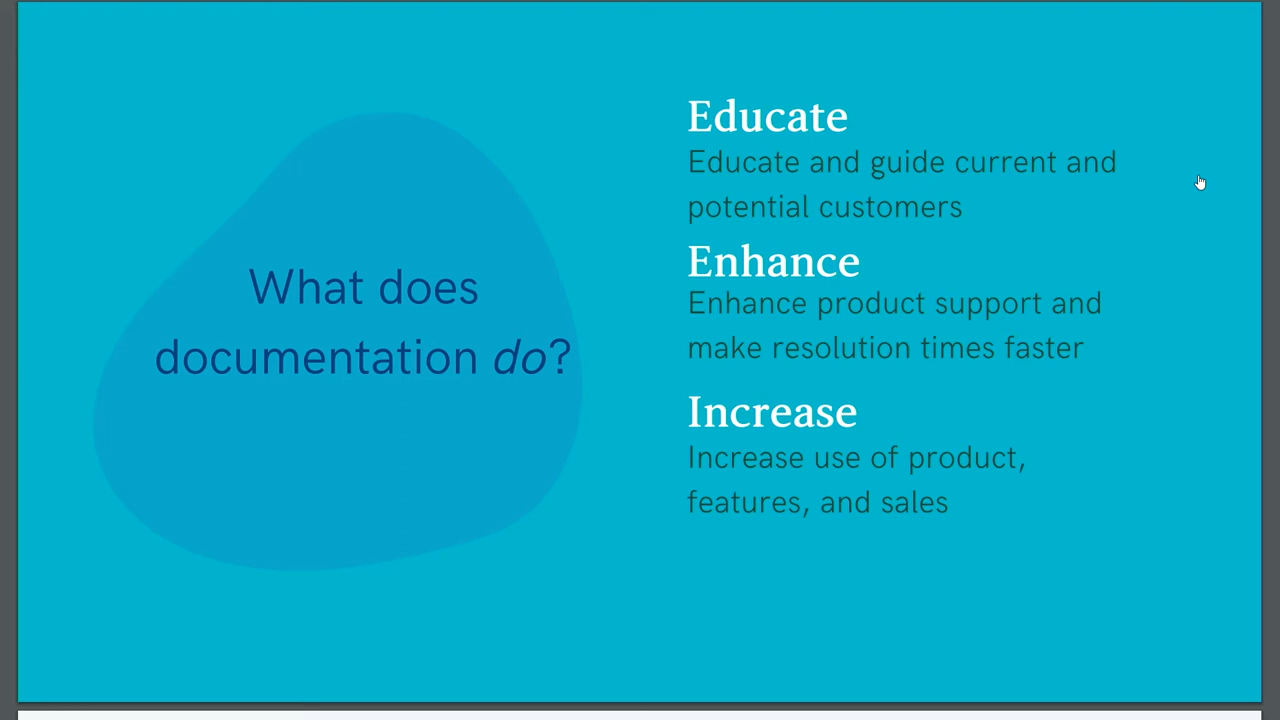 What does
documentation do?
Educate
Educate and guide current and
potential customers
Enhance
Enhance product support and
make resolution times faster
Increase
Increase use of product,
features, and sales